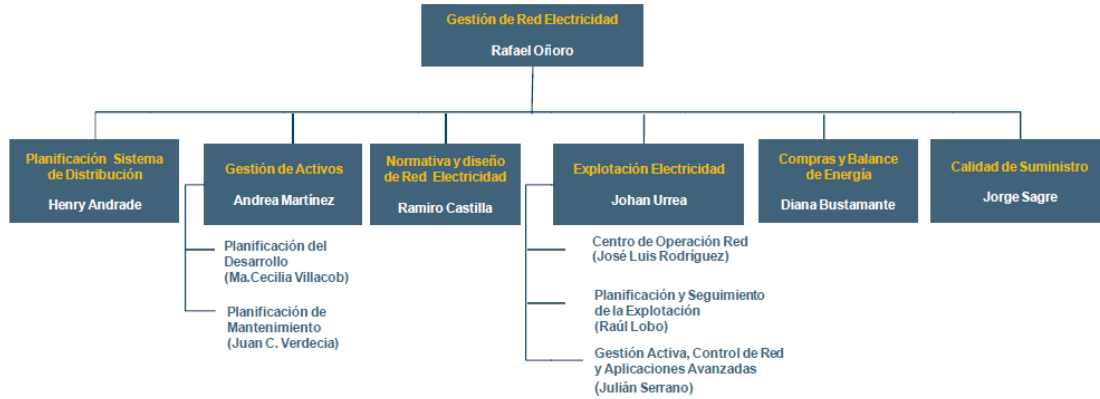 Gestión de Red Electricidad
Rafael Oñoro
Planificación Sistema
de Distribución
Henry Andrade
Gestión de Activos
Andrea Martínez
Normativa y diseño
de Red Electricidad
Ramiro Castilla
Explotación Electricidad
Johan Urrea
Compras y Balance
de Energía
Diana Bustamante
Calidad de Suministro
Jorge Sagre
Planificación del
Desarrollo
(Ma.Cecilia Villacob)
Planificación de
Mantenimiento
(Juan C. Verdecia)
Centro de Operación Red
(José Luis Rodríguez)
Planificación y Seguimiento
de la Explotación
(Raúl Lobo)
Gestión Activa, Control de Red
y Aplicaciones Avanzadas
(Julián Serrano)